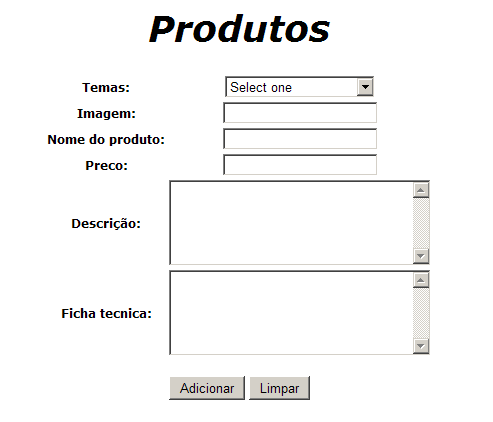 Produtos
Temas: Select one
Imagem:
Nome do produto:
Preco:
Descrição:
Ficha tecnica:
Adicionar Limpar